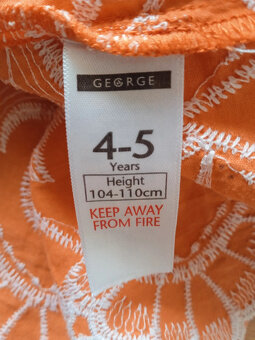 GEORGE
4-5
Years
Height
104-110cm
KEEP AWAY
FROM FIRE